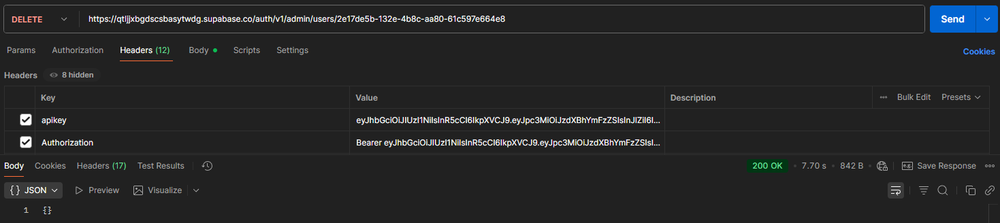 DELETE https://qtljjxbgdscsbasytwdg.supabase.co/auth/v1/admin/users/2e17de5b-132e-4b8c-aa80-61c597e664e8 Send
Params Authorization Headers (12) Body Scripts Settings Cookies
Headers 8 hidden
Key Value Description Bulk Edit Presets
apikey eyJhbGciOiJIUzI1NiIsInR5cCI6IkpXVCJ9.eyJpc3MiOiJzdXBhYmFzZSIsInJlZiI6I...
Authorization Bearer eyJhbGciOiJIUzI1NiIsInR5cCI6IkpXVCJ9.eyJpc3MiOiJzdXBhYmFzZSIsI...
Body Cookies Headers (17) Test Results 200 OK • 7.70 s • 842 B • e.g. Save Response
{} JSON Preview Visualize
1 {}